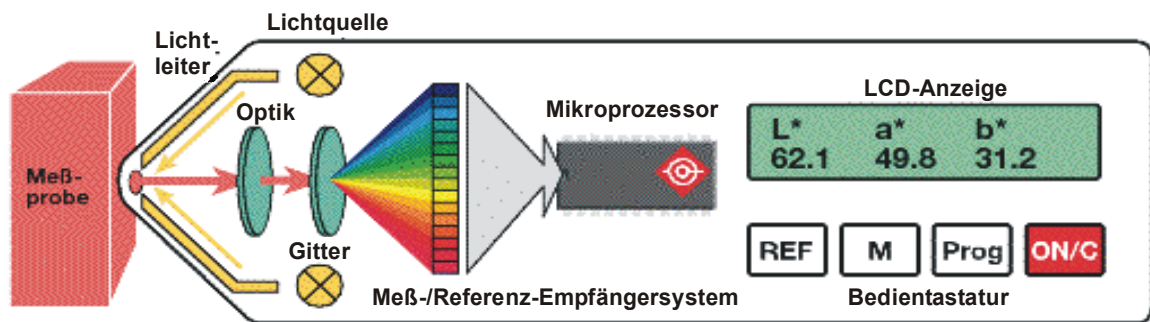 Lichtquelle
Licht-
leiter
Optik
Meß-
probe
Gitter
Mikroprozessor
Meß-/Referenz-Empfängersystem
LCD-Anzeige
L* a* b*
62.1 49.8 31.2
REF M Prog ON/C
Bedientastatur